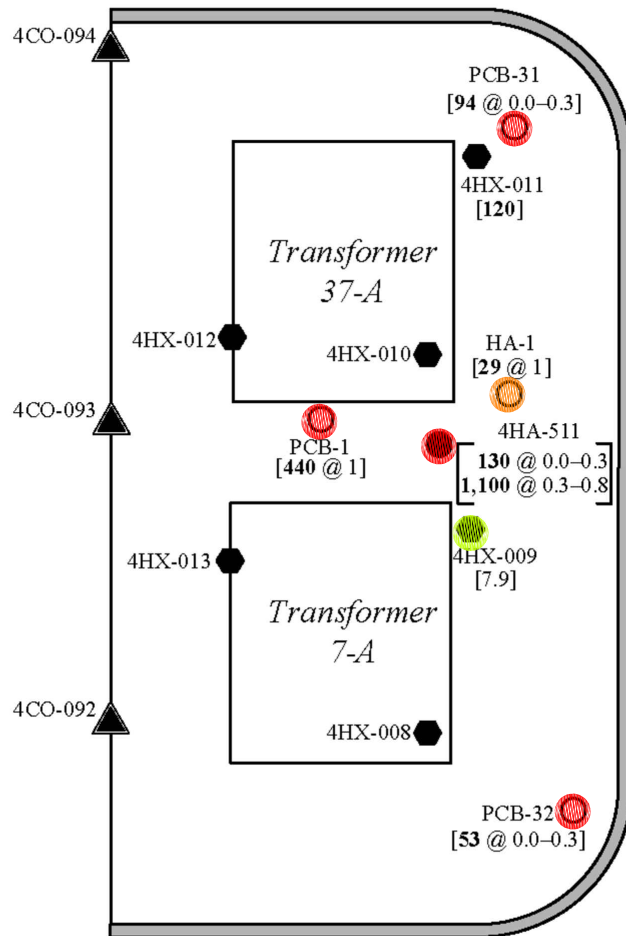 4CO-094
PCB-31
[94 @ 0.0–0.3]
4HX-011
[120]
Transformer
37-A
4HX-012
4HX-010
HA-1
[29 @ 1]
4CO-093
PCB-1
[440 @ 1]
4HA-511
130 @ 0.0–0.3
1,100 @ 0.3–0.8
4HX-009
[7.9]
4HX-013
Transformer
7-A
4CO-092
4HX-008
PCB-32
[53 @ 0.0–0.3]